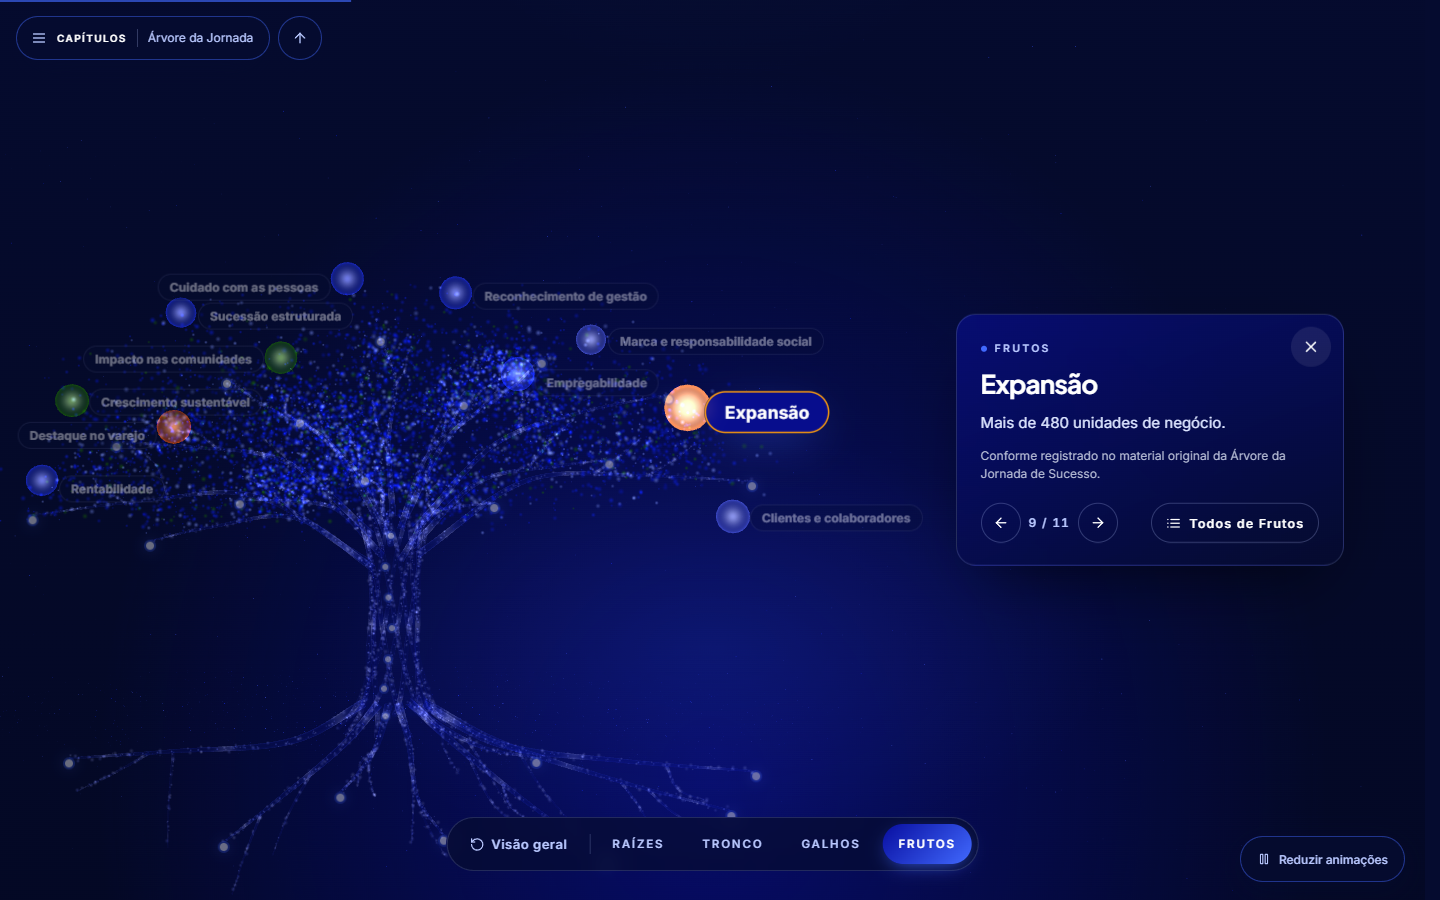 CAPÍTULOS
Árvore da Jornada
Cuidado com as pessoas
Reconhecimento de gestão
Sucessão estruturada
Marca e responsabilidade social
Impacto nas comunidades
Empregabilidade
Crescimento sustentável
Expansão
Destaque no varejo
Rentabilidade
Clientes e colaboradores
FRUTOS
Expansão
Mais de 480 unidades de negócio.
Conforme registrado no material original da Árvore da
Jornada de Sucesso.
9 / 11
Todos de Frutos
Visão geral
RAÍZES
TRONCO
GALHOS
FRUTOS
Reduzir animações